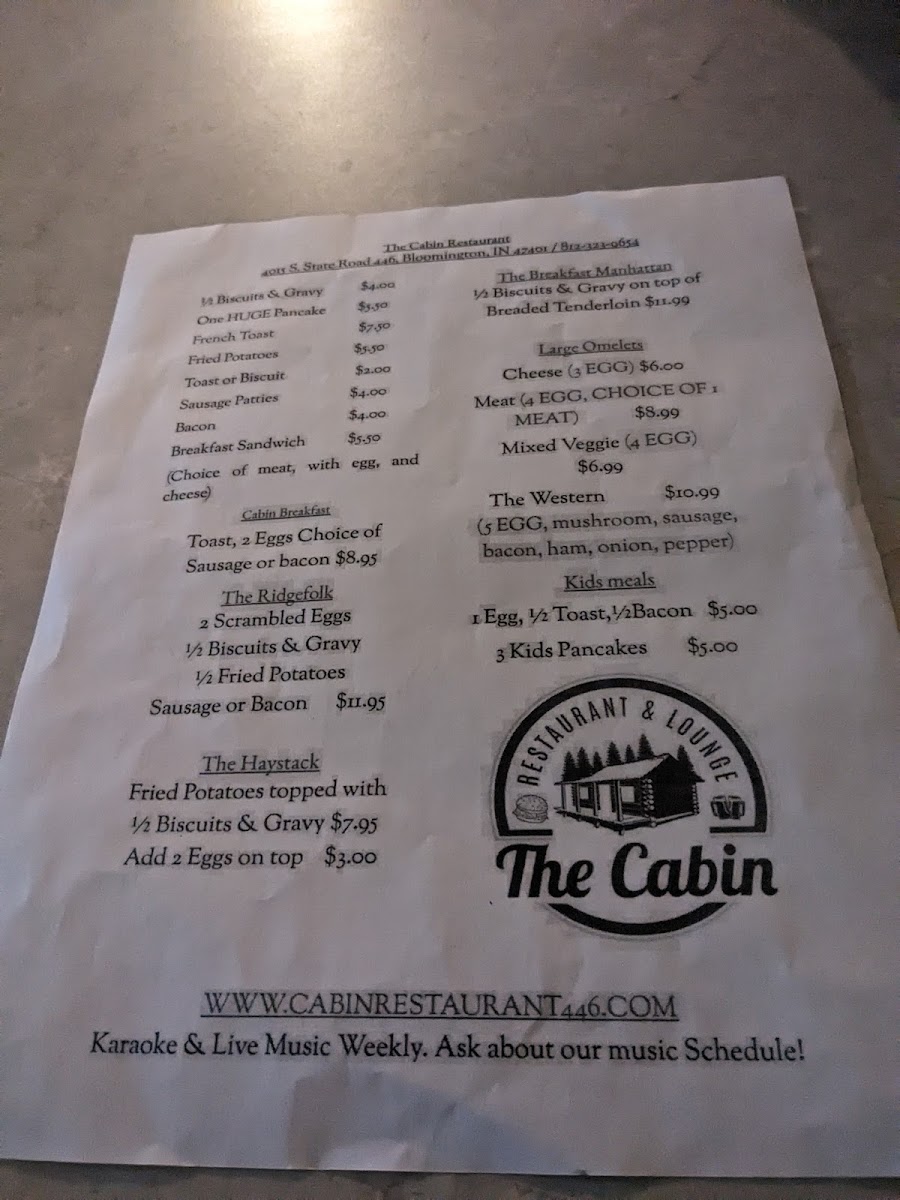 The Cabin Restaurant
4011 S. State Road 446, Bloomington, IN 47401 / 812-323-9654
½ Biscuits & Gravy $4.00
One HUGE Pancake $5.50
French Toast $7.50
Fried Potatoes $5.50
Toast or Biscuit $2.00
Sausage Patties $4.00
Bacon $4.00
Breakfast Sandwich $5.50
(Choice of meat, with egg, and
cheese)
Cabin Breakfast
Toast, 2 Eggs Choice of
Sausage or bacon $8.95
The Ridgefolk
2 Scrambled Eggs
½ Biscuits & Gravy
½ Fried Potatoes
Sausage or Bacon $11.95
The Haystack
Fried Potatoes topped with
½ Biscuits & Gravy $7.95
Add 2 Eggs on top $3.00
The Breakfast Manhattan
½ Biscuits & Gravy on top of
Breaded Tenderloin $11.99
Large Omelets
Cheese (3 EGG) $6.00
Meat (4 EGG, CHOICE OF 1
MEAT) $8.99
Mixed Veggie (4 EGG)
$6.99
The Western $10.99
(5 EGG, mushroom, sausage,
bacon, ham, onion, pepper)
Kids meals
1 Egg, ½ Toast,½Bacon $5.00
3 Kids Pancakes $5.00
RESTAURANT & LOUNGE
The Cabin
WWW.CABINRESTAURANT446.COM
Karaoke & Live Music Weekly. Ask about our music Schedule!